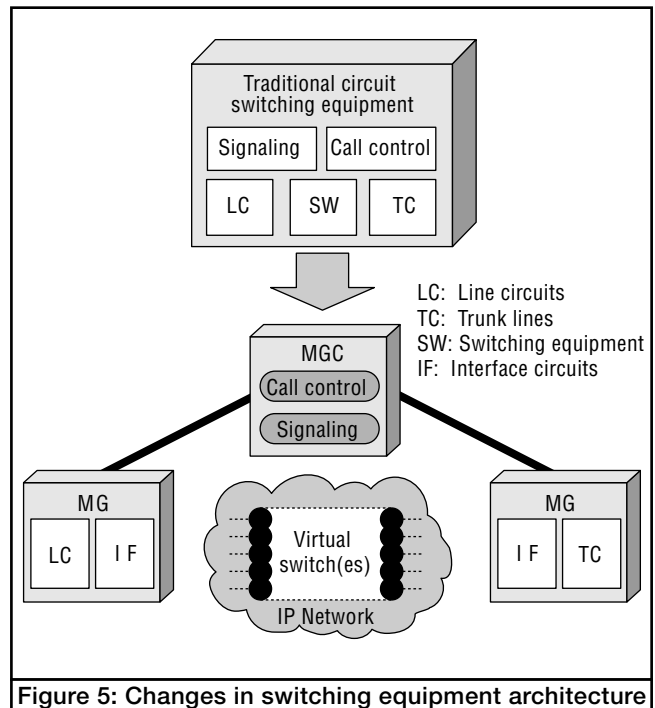 Traditional circuit
switching equipment
Signaling
Call control
LC
SW
TC
LC: Line circuits
TC: Trunk lines
SW: Switching equipment
IF: Interface circuits
MGC
Call control
Signaling
MG
LC
I F
Virtual
switch(es)
IP Network
MG
I F
TC
Figure 5: Changes in switching equipment architecture